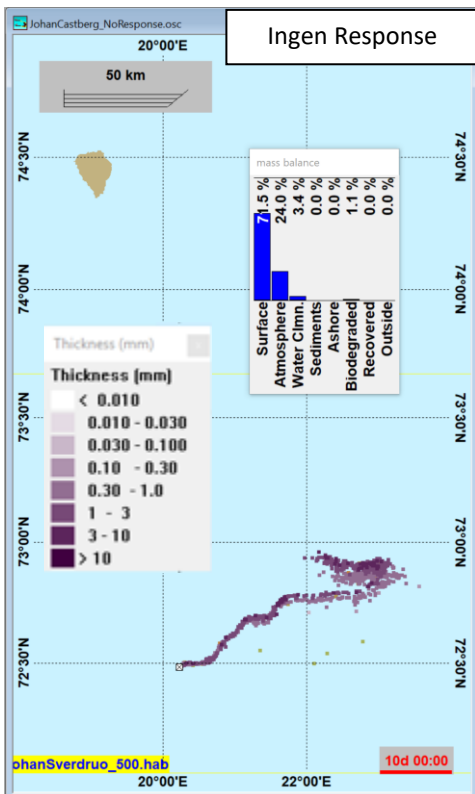 JohanCastberg_NoResponse.osc
Ingen Response
20°00'E
50 km
74°30'N
74°30'N
mass balance
71.5 %
24.0 %
3.4 %
0.0 %
0.0 %
1.1 %
0.0 %
0.0 %
Surface
Atmosphere
Water Clmn.
Sediments
Ashore
Biodegraded
Recovered
Outside
74°00'N
74°00'N
Thickness (mm)
Thickness (mm)
< 0.010
0.010 - 0.030
0.030 - 0.100
0.10 - 0.30
0.30 - 1.0
1 - 3
3 - 10
> 10
73°30'N
73°30'N
73°00'N
73°00'N
72°30'N
72°30'N
ohanSverdruo_500.hab
10d 00:00
20°00'E
22°00'E